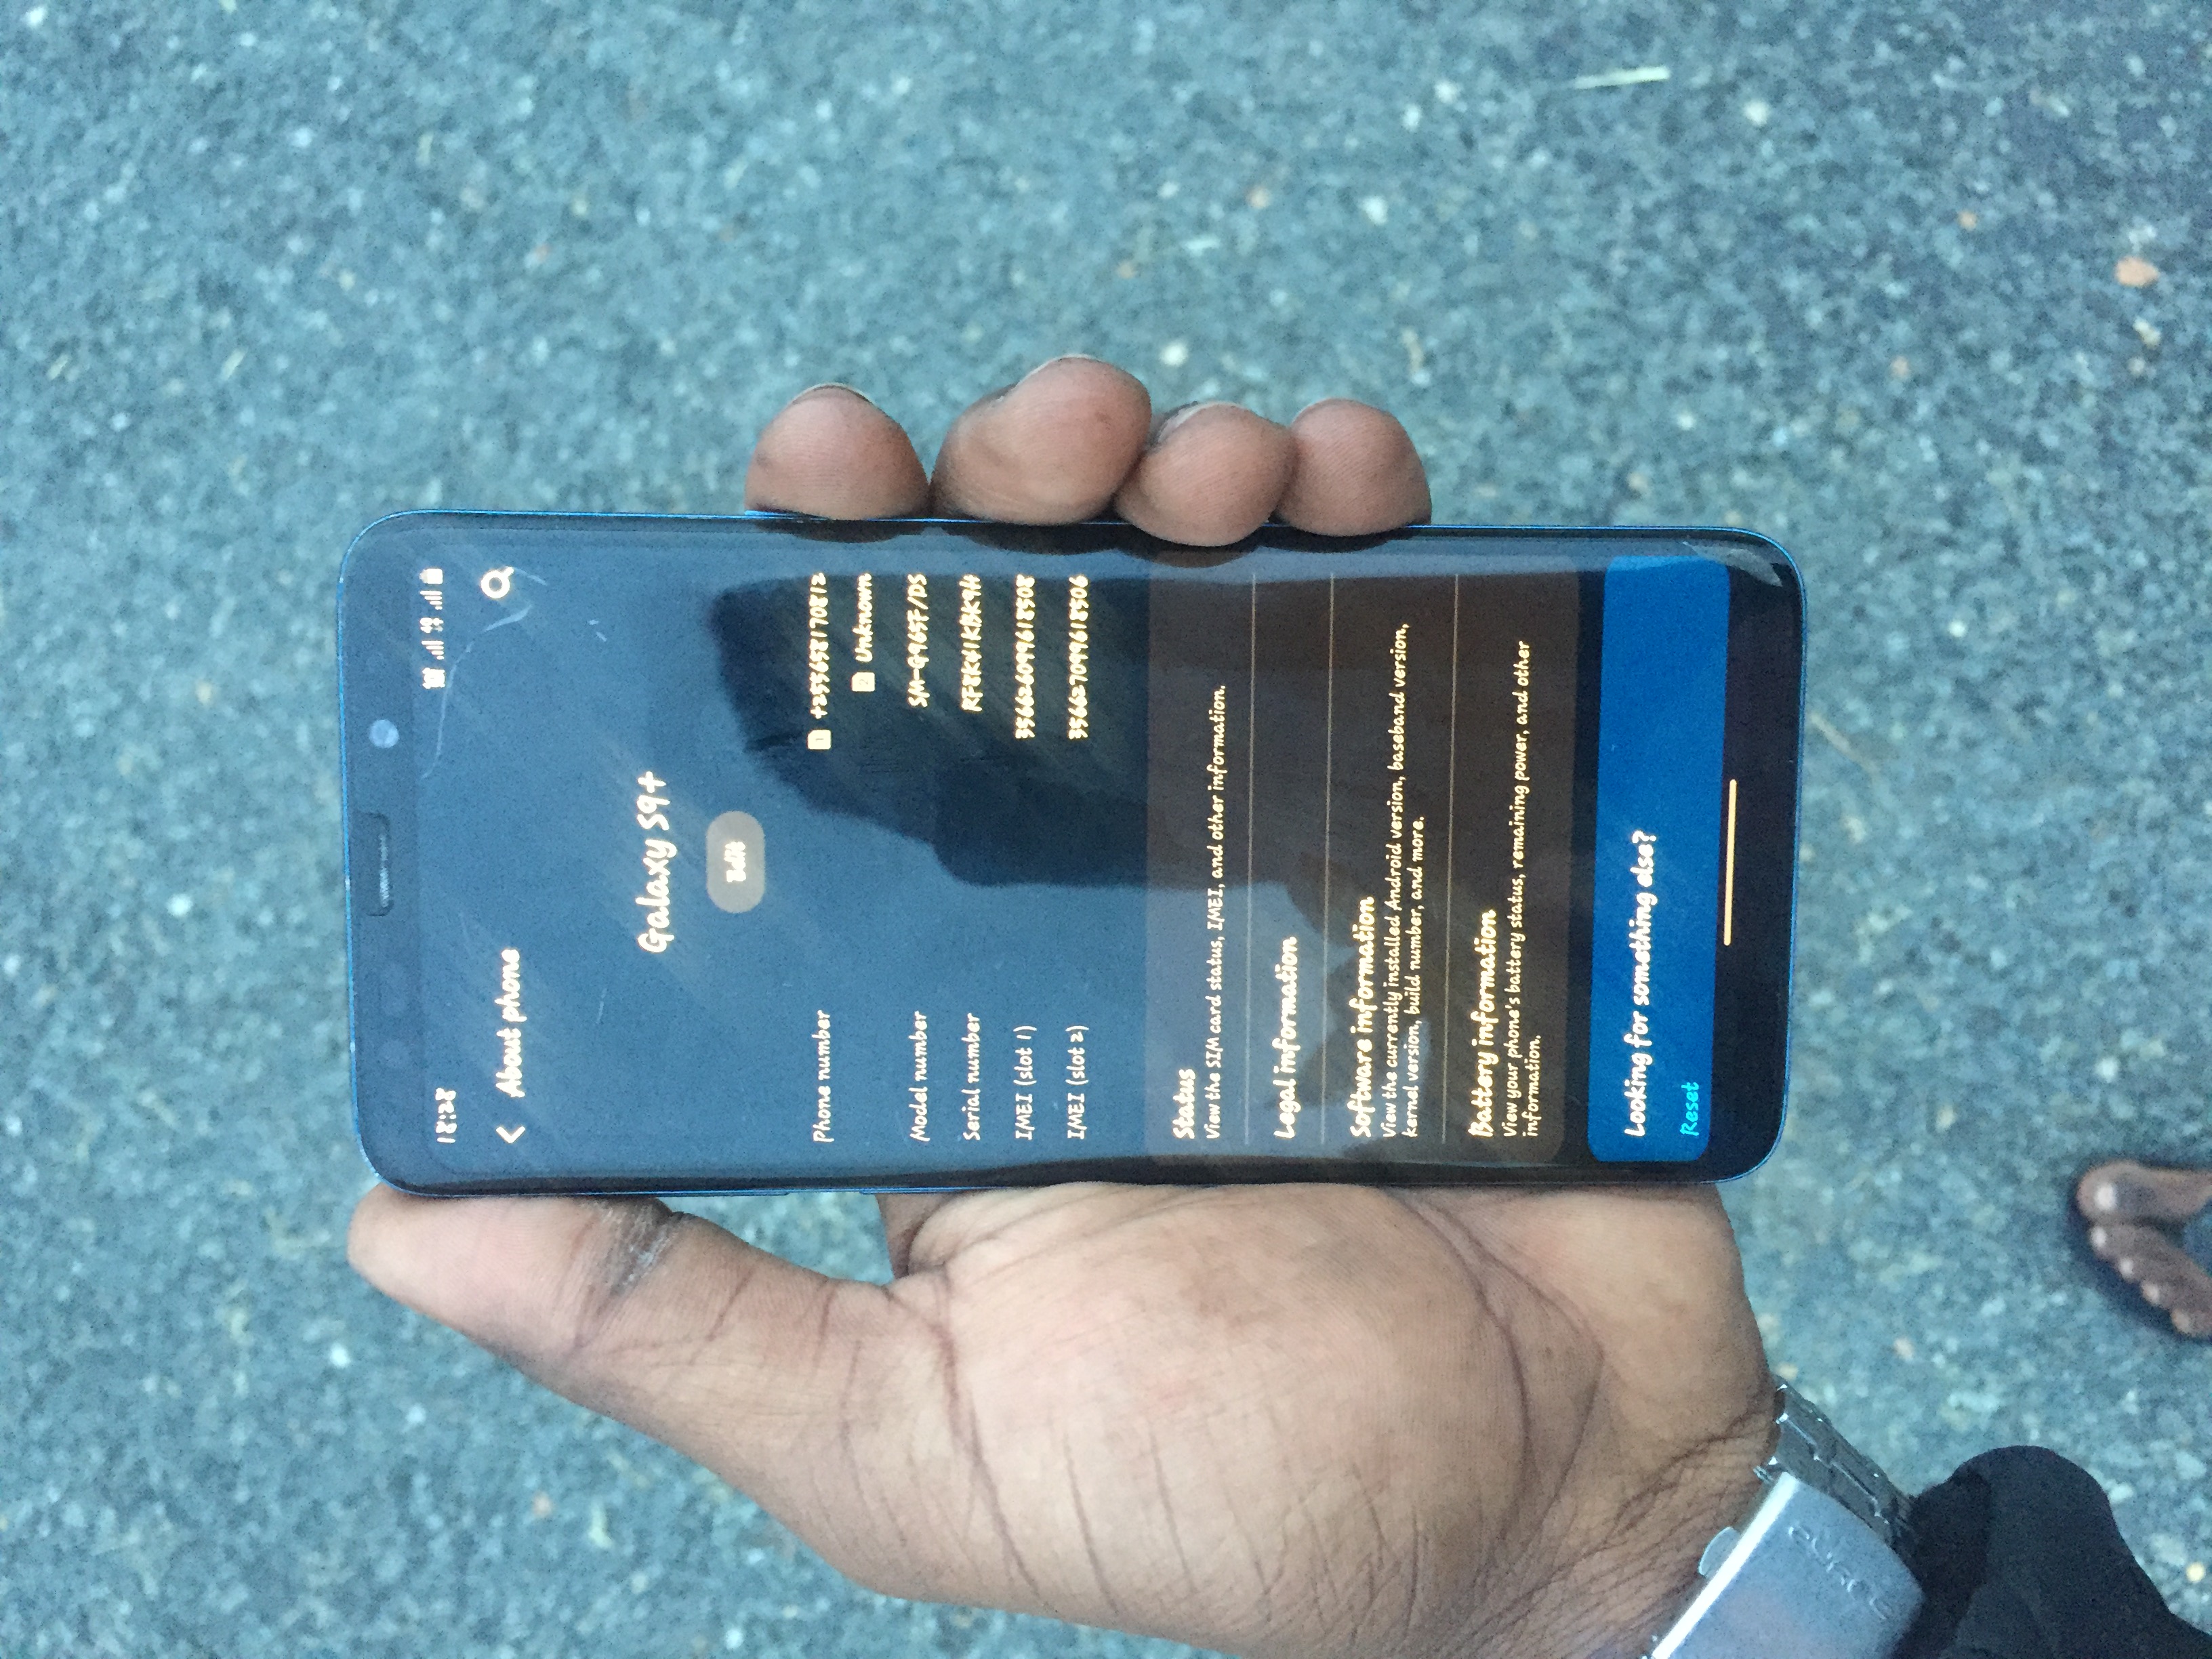 18:28
About phone
Galaxy S9+
Edit
Phone number +255658170812
Unknown
Model number SM-G965F/DS
Serial number RF8K41KBK9H
IMEI (slot 1) 356626099618508
IMEI (slot 2) 356627099618506
Status
View the SIM card status, IMEI, and other information.
Legal information
Software information
View the currently installed Android version, baseband version,
kernel version, build number, and more.
Battery information
View your phone's battery status, remaining power, and other
information.
Looking for something else?
Reset